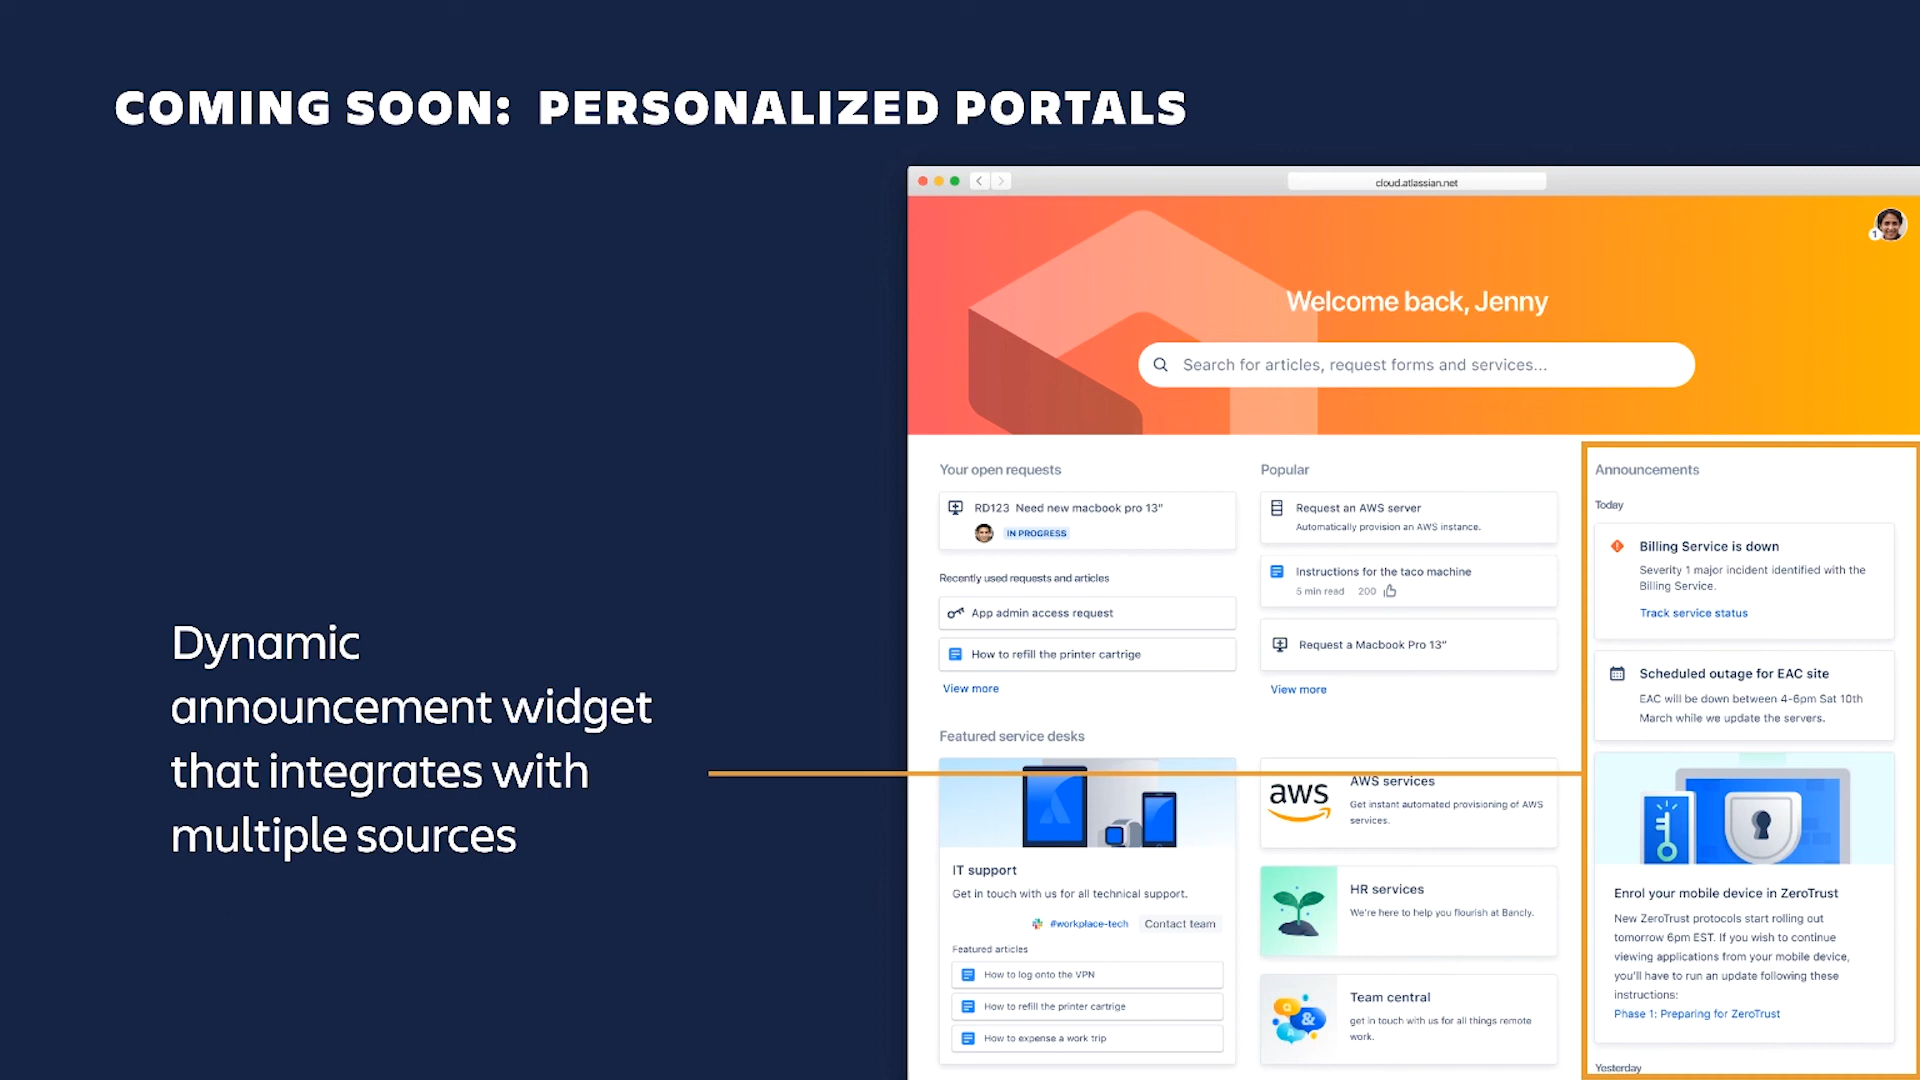 COMING SOON: PERSONALIZED PORTALS
Dynamic
announcement widget
that integrates with
multiple sources
cloud.atlassian.net
1
Welcome back, Jenny
Search for articles, request forms and services...
Your open requests
RD123 Need new macbook pro 13"
IN PROGRESS
Recently used requests and articles
App admin access request
How to refill the printer cartrige
View more
Popular
Request an AWS server
Automatically provision an AWS instance.
Instructions for the taco machine
5 min read 200
Request a Macbook Pro 13"
View more
Featured service desks
IT support
Get in touch with us for all technical support.
#workplace-tech Contact team
Featured articles
How to log onto the VPN
How to refill the printer cartrige
How to expense a work trip
aws
AWS services
Get instant automated provisioning of AWS
services.
HR services
We're here to help you flourish at Bancly.
Q
&
A
Team central
get in touch with us for all things remote
work.
Announcements
Today
Billing Service is down
Severity 1 major incident identified with the
Billing Service.
Track service status
Scheduled outage for EAC site
EAC will be down between 4-6pm Sat 10th
March while we update the servers.
Enrol your mobile device in ZeroTrust
New ZeroTrust protocols start rolling out
tomorrow 6pm EST. If you wish to continue
viewing applications from your mobile device,
you'll have to run an update following these
instructions:
Phase 1: Preparing for ZeroTrust
Yesterday